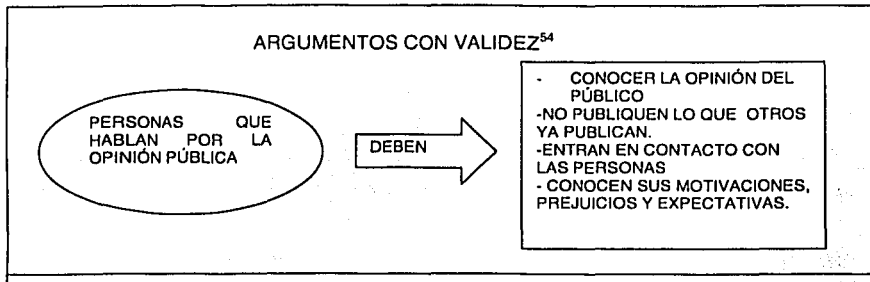 ARGUMENTOS CON VALIDEZ54
PERSONAS QUE
HABLAN POR LA
OPINIÓN PÚBLICA
DEBEN
- CONOCER LA OPINIÓN DEL
PÚBLICO
-NO PUBLIQUEN LO QUE OTROS
YA PUBLICAN.
-ENTRAN EN CONTACTO CON
LAS PERSONAS
- CONOCEN SUS MOTIVACIONES,
PREJUICIOS Y EXPECTATIVAS.